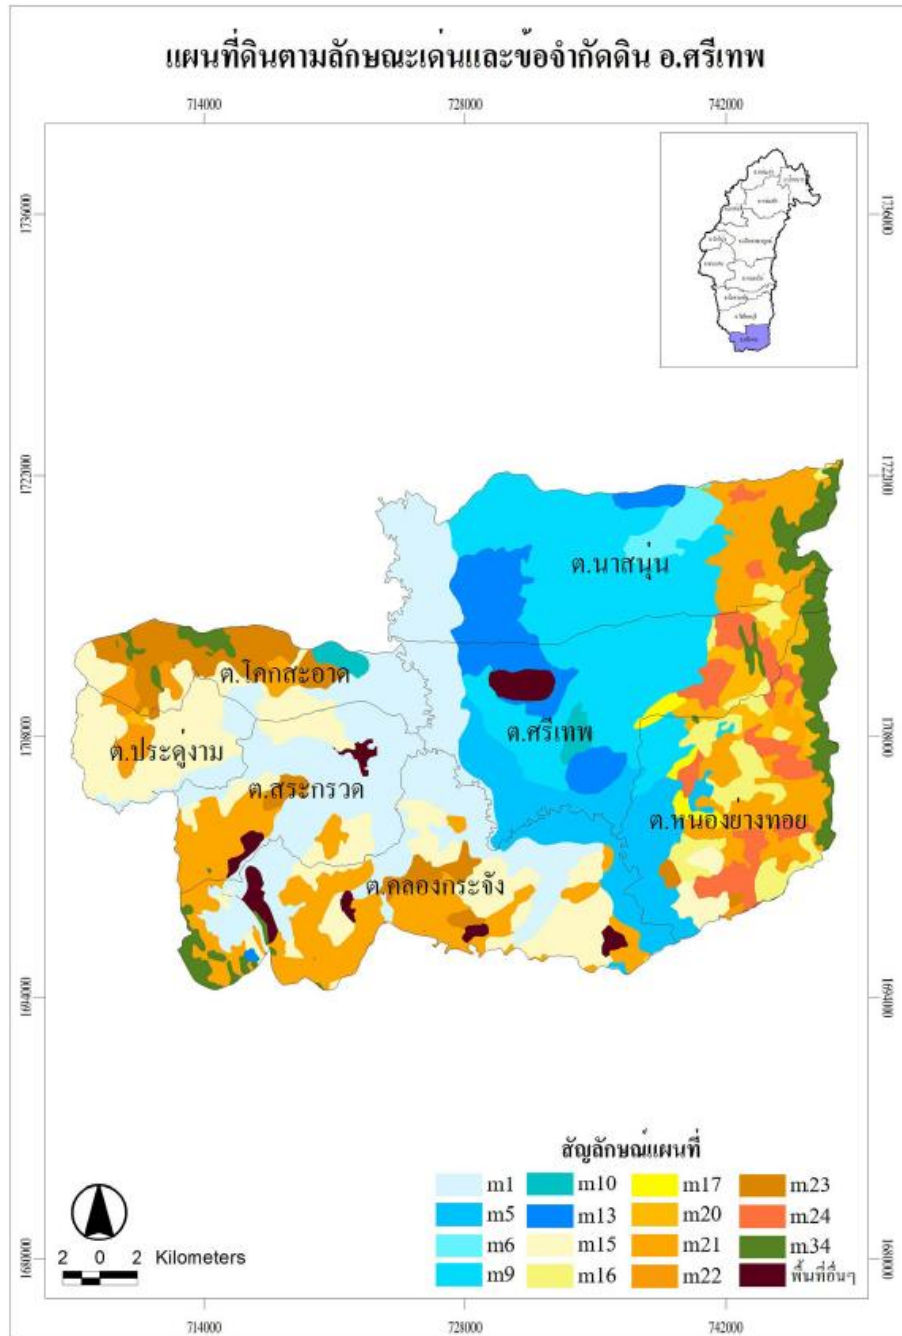 แผนที่ดินตามลักษณะเด่นและข้อจำกัดดิน อ.ศรีเทพ
714000 728000 742000
1736000 1736000
1722000
ต.นาสนุ่น
ต.โคกสะอาด
ต.ศรีเทพ
1708000 1708000
ต.ประดู่งาม
ต.สระกรวด
ต.หนองย่างทอย
ต.คลองกระจัง
1694000 1694000
สัญลักษณ์แผนที่
m1 m10 m17 m23
m5 m13 m20 m24
m6 m15 m21 m34
m9 m16 m22 พื้นที่อื่นๆ
2 0 2 Kilometers
1680000 1680000
714000 728000 742000